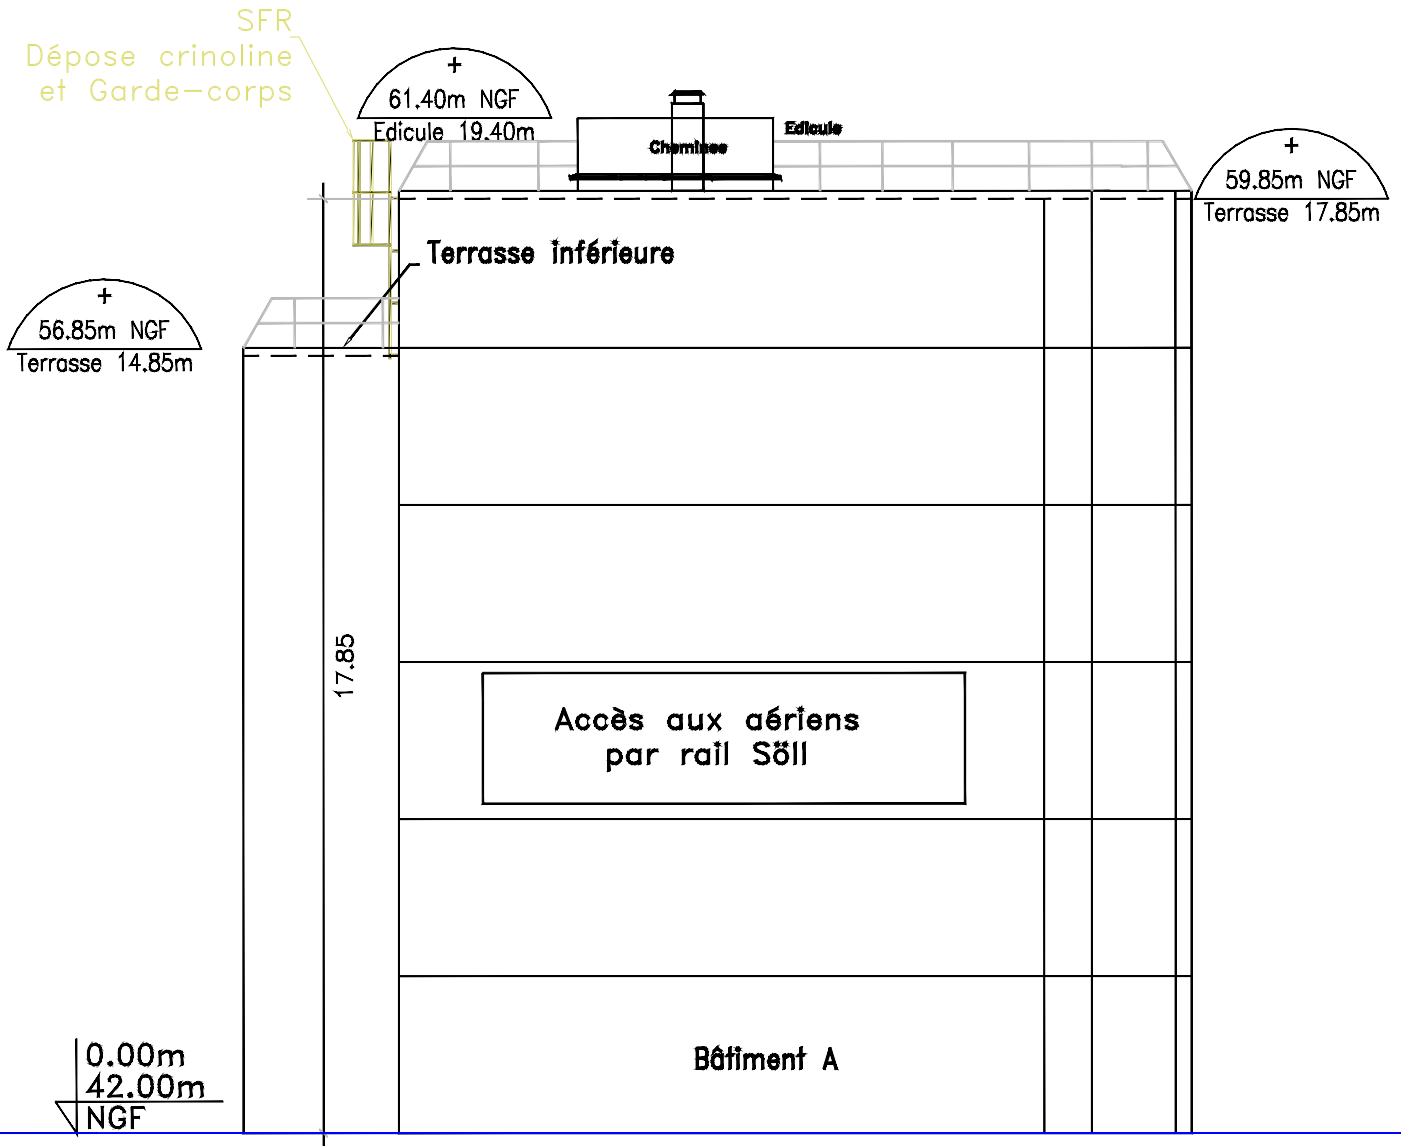 SFR
Dépose crinoline
et Garde-corps
+
61.40m NGF
Edicule 19.40m
Cheminee
Edicule
+
59.85m NGF
Terrasse 17.85m
Terrasse inférieure
+
56.85m NGF
Terrasse 14.85m
17.85
Accès aux aériens
par rail Söll
Bâtiment A
0.00m
42.00m
NGF